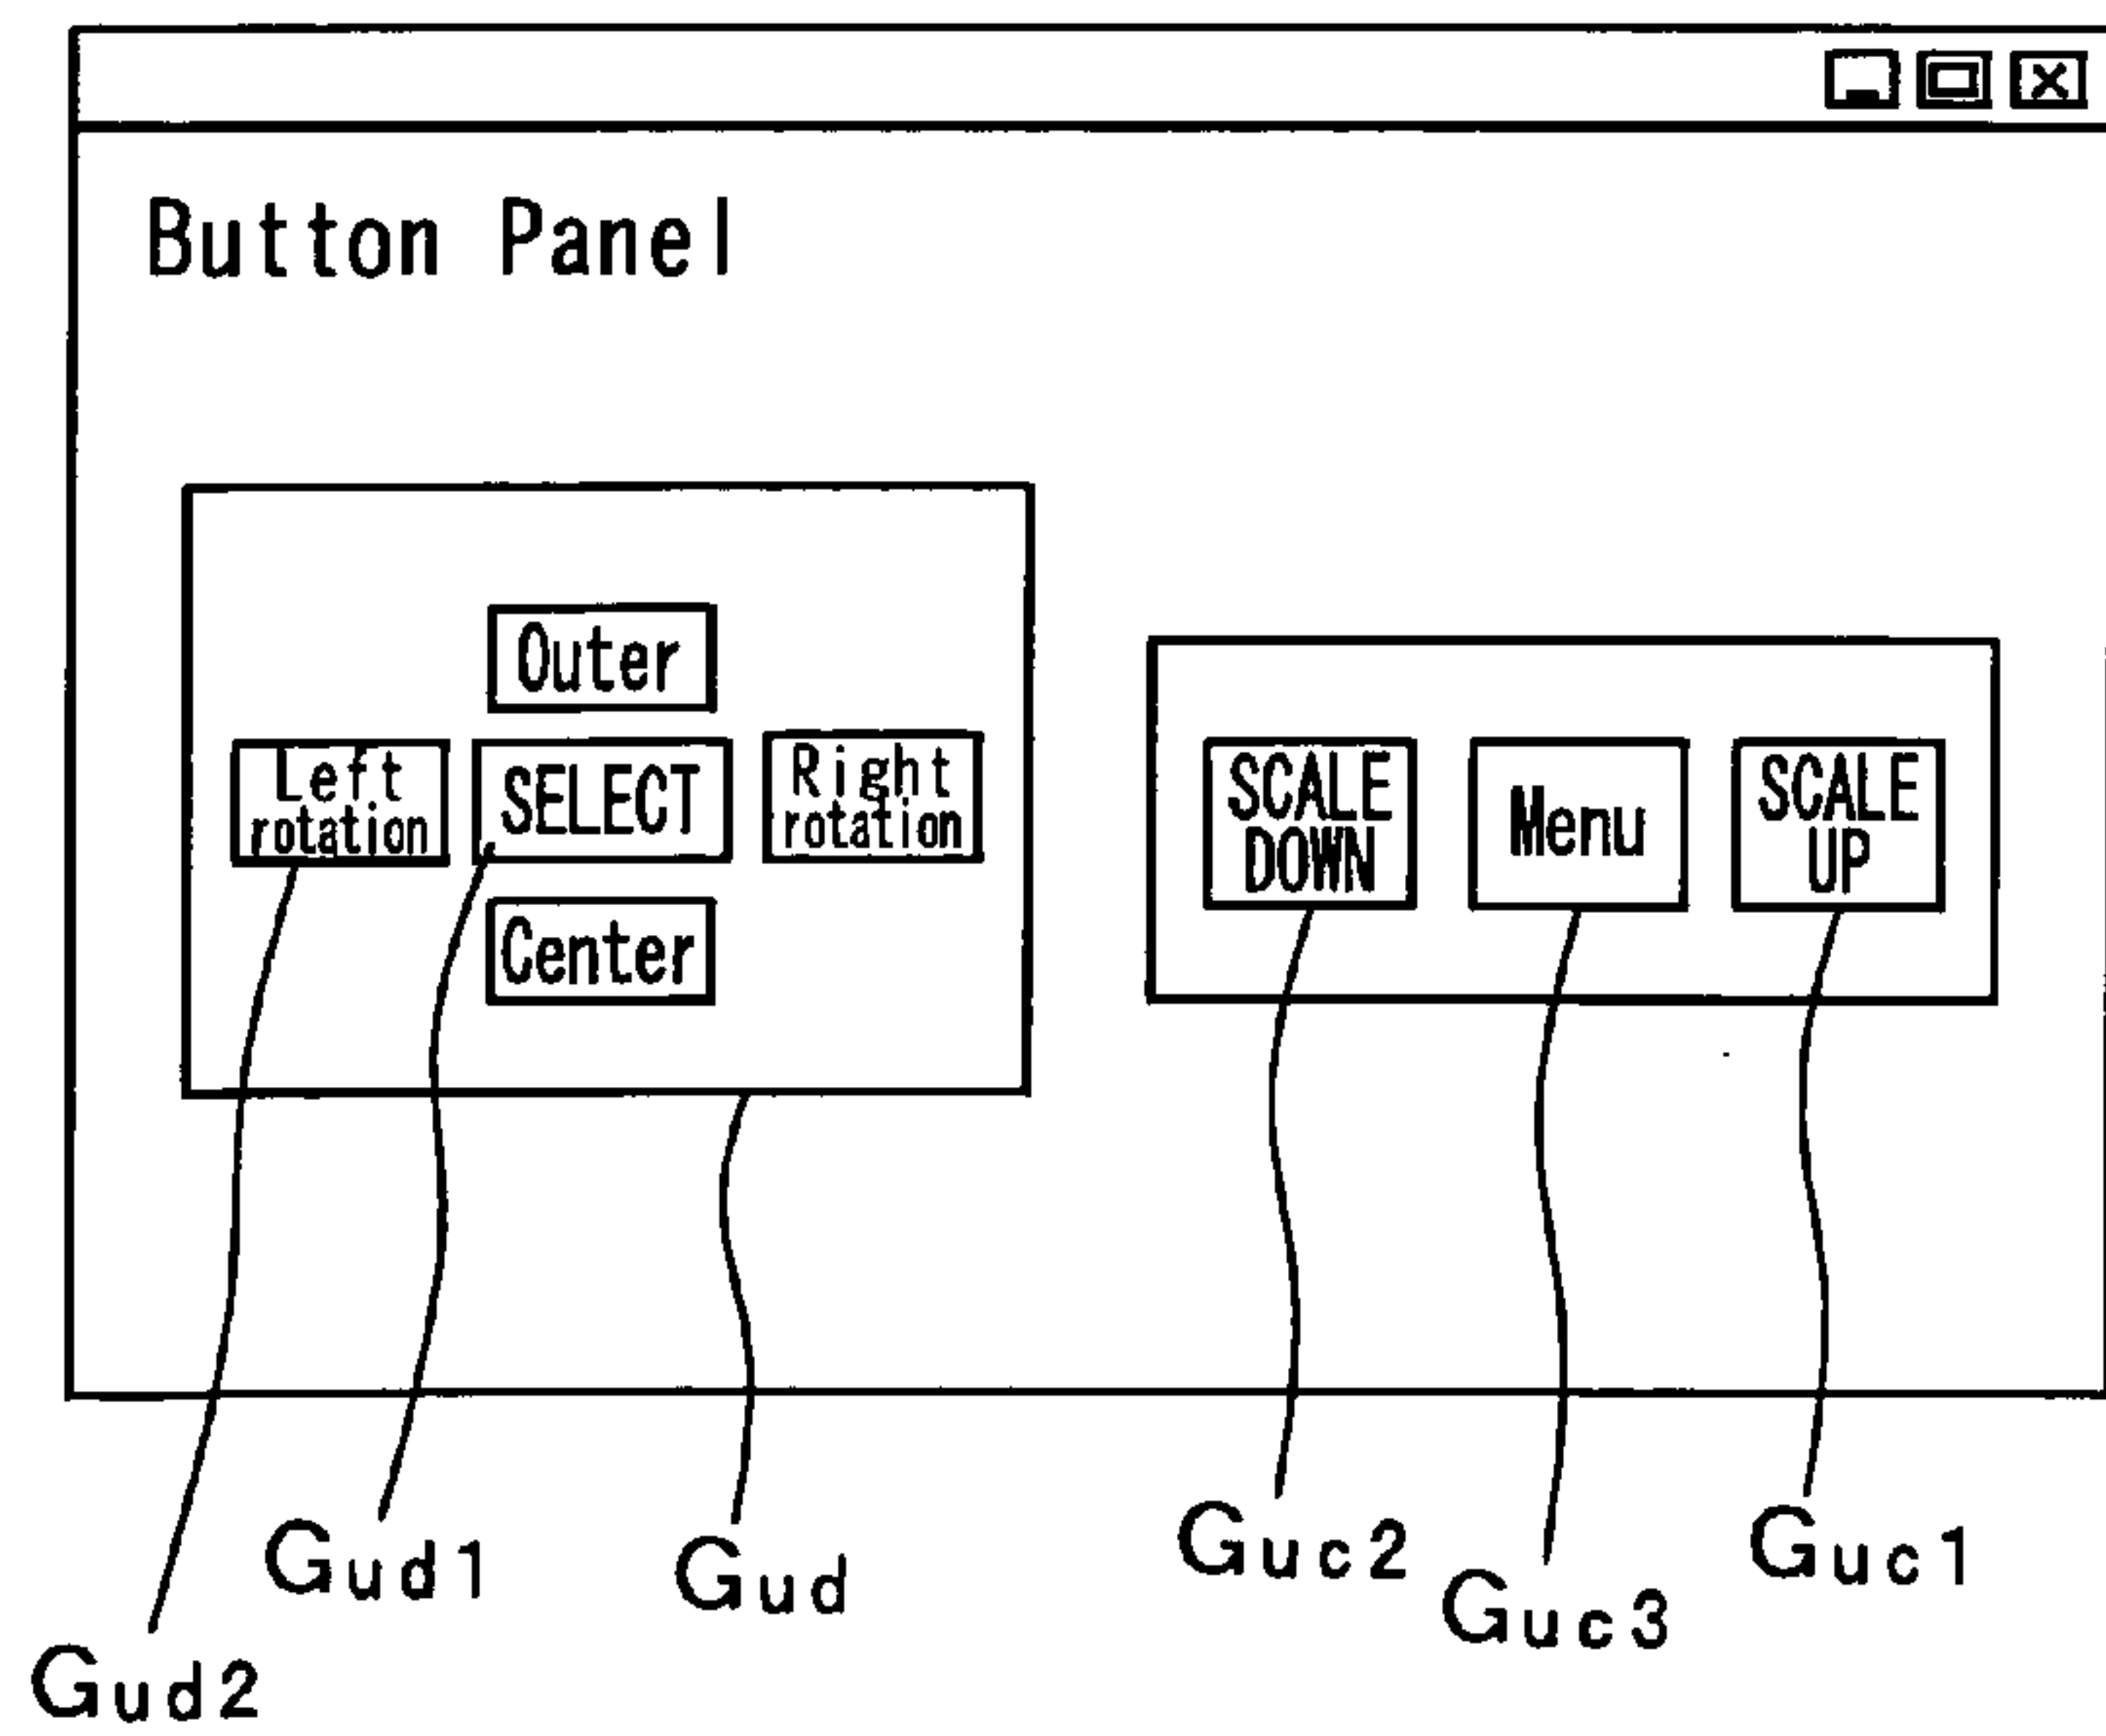 Button Panel
Outer
Left
rotation
SELECT
Right
rotation
Center
SCALE
DOWN
Menu
SCALE
UP
Gud2
Gud1
Gud
Guc2
Guc3
Guc1